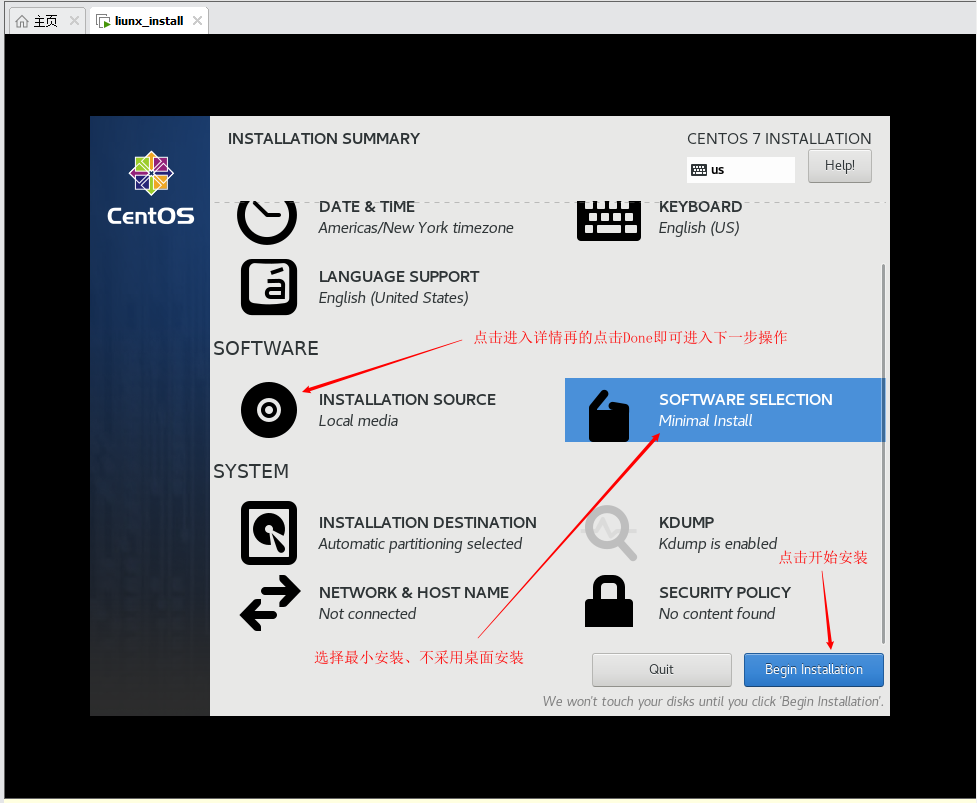 主页
liunx_install
INSTALLATION SUMMARY
CENTOS 7 INSTALLATION
us
Help!
CentOS
DATE & TIME
Americas/New York timezone
KEYBOARD
English (US)
á
LANGUAGE SUPPORT
English (United States)
点击进入详情再的点击Done即可进入下一步操作
SOFTWARE
INSTALLATION SOURCE
Local media
SOFTWARE SELECTION
Minimal Install
SYSTEM
INSTALLATION DESTINATION
Automatic partitioning selected
KDUMP
Kdump is enabled
点击开始安装
NETWORK & HOST NAME
Not connected
SECURITY POLICY
No content found
选择最小安装、不采用桌面安装
Quit
Begin Installation
We won't touch your disks until you click 'Begin Installation'.